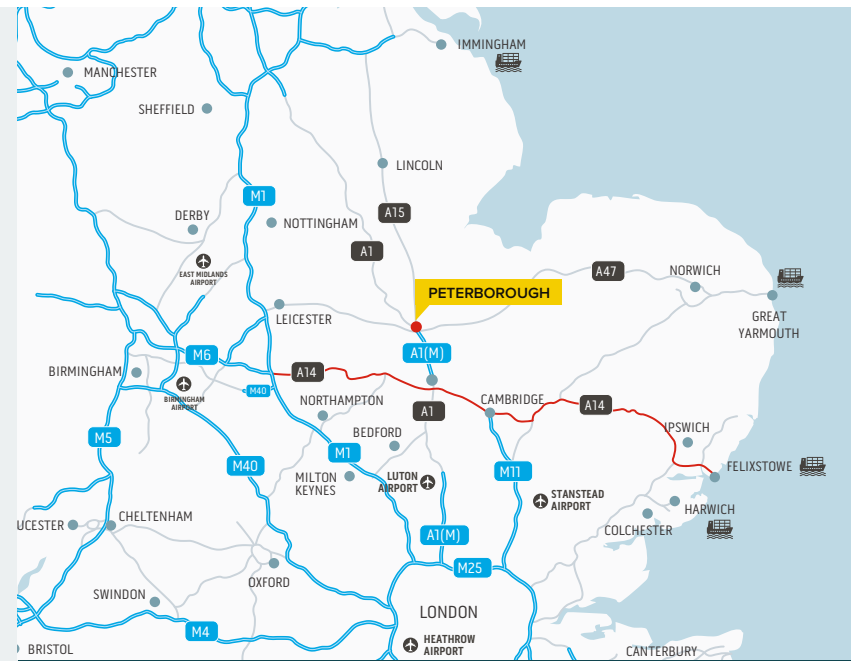 IMMINGHAM
MANCHESTER
SHEFFIELD
LINCOLN
M1
DERBY
A15
NOTTINGHAM
A1
EAST MIDLANDS
AIRPORT
A47
NORWICH
PETERBOROUGH
LEICESTER
GREAT
YARMOUTH
M6
A1(M)
BIRMINGHAM
A14
BIRMINGHAM
AIRPORT
M40
NORTHAMPTON
A1
CAMBRIDGE
A14
IPSWICH
BEDFORD
M5
M1
M40
MILTON
KEYNES
LUTON
AIRPORT
M11
FELIXSTOWE
STANSTEAD
AIRPORT
HARWICH
UCESTER
CHELTENHAM
COLCHESTER
A1(M)
M25
OXFORD
SWINDON
LONDON
M4
HEATHROW
AIRPORT
BRISTOL
CANTERBURY